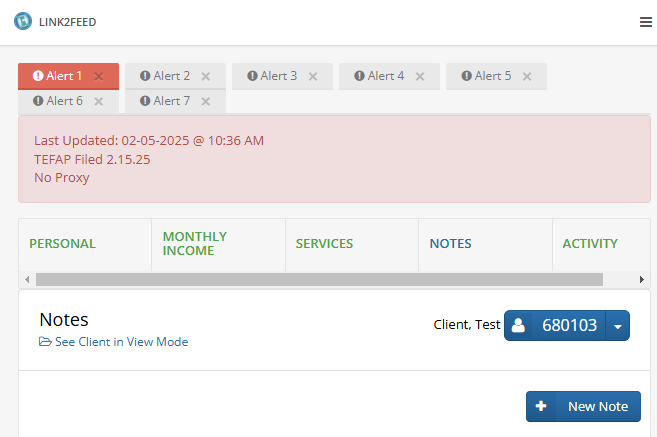 LINK2FEED
Alert 1 Alert 2 Alert 3 Alert 4 Alert 5
Alert 6 Alert 7
Last Updated: 02-05-2025 @ 10:36 AM
TEFAP Filed 2.15.25
No Proxy
PERSONAL MONTHLY INCOME SERVICES NOTES ACTIVITY
Notes
Client, Test 680103
See Client in View Mode
New Note